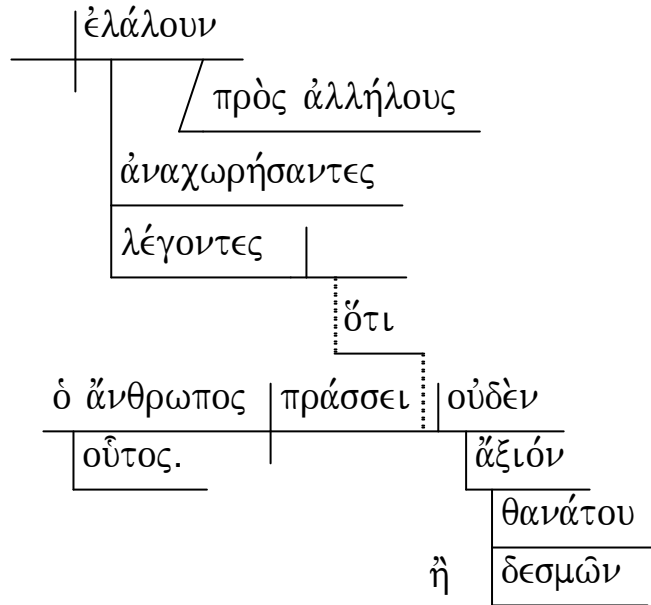 ἐλάλουν
πρὸς ἀλλήλους
ἀναχωρήσαντες
λέγοντες
ὅτι
ὁ ἄνθρωπος πράσσει οὐδὲν
οὗτος. ἄξιόν
θανάτου
ἢ δεσμῶν